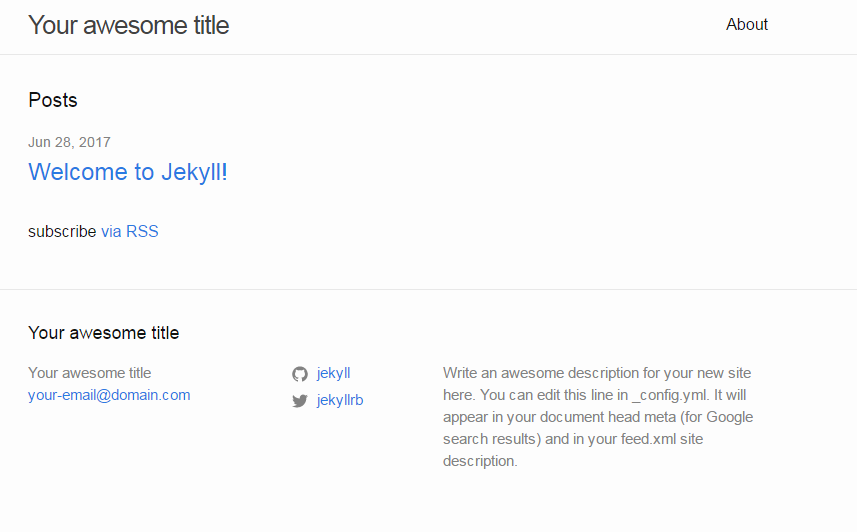 Your awesome title
About
Posts
Jun 28, 2017
Welcome to Jekyll!
subscribe via RSS
Your awesome title
Your awesome title
your-email@domain.com
jekyll
jekyllrb
Write an awesome description for your new site
here. You can edit this line in _config.yml. It will
appear in your document head meta (for Google
search results) and in your feed.xml site
description.